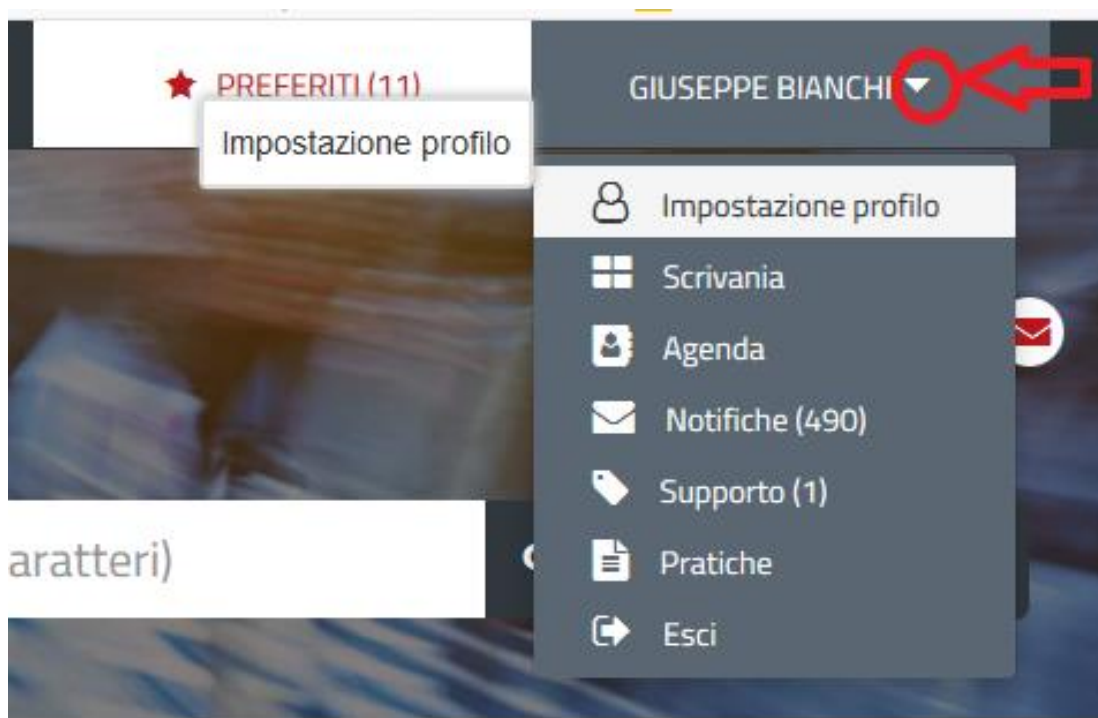 PREFERITI (11)
GIUSEPPE BIANCHI
Impostazione profilo
Impostazione profilo
Scrivania
Agenda
Notifiche (490)
Supporto (1)
Pratiche
Esci
aratteri)